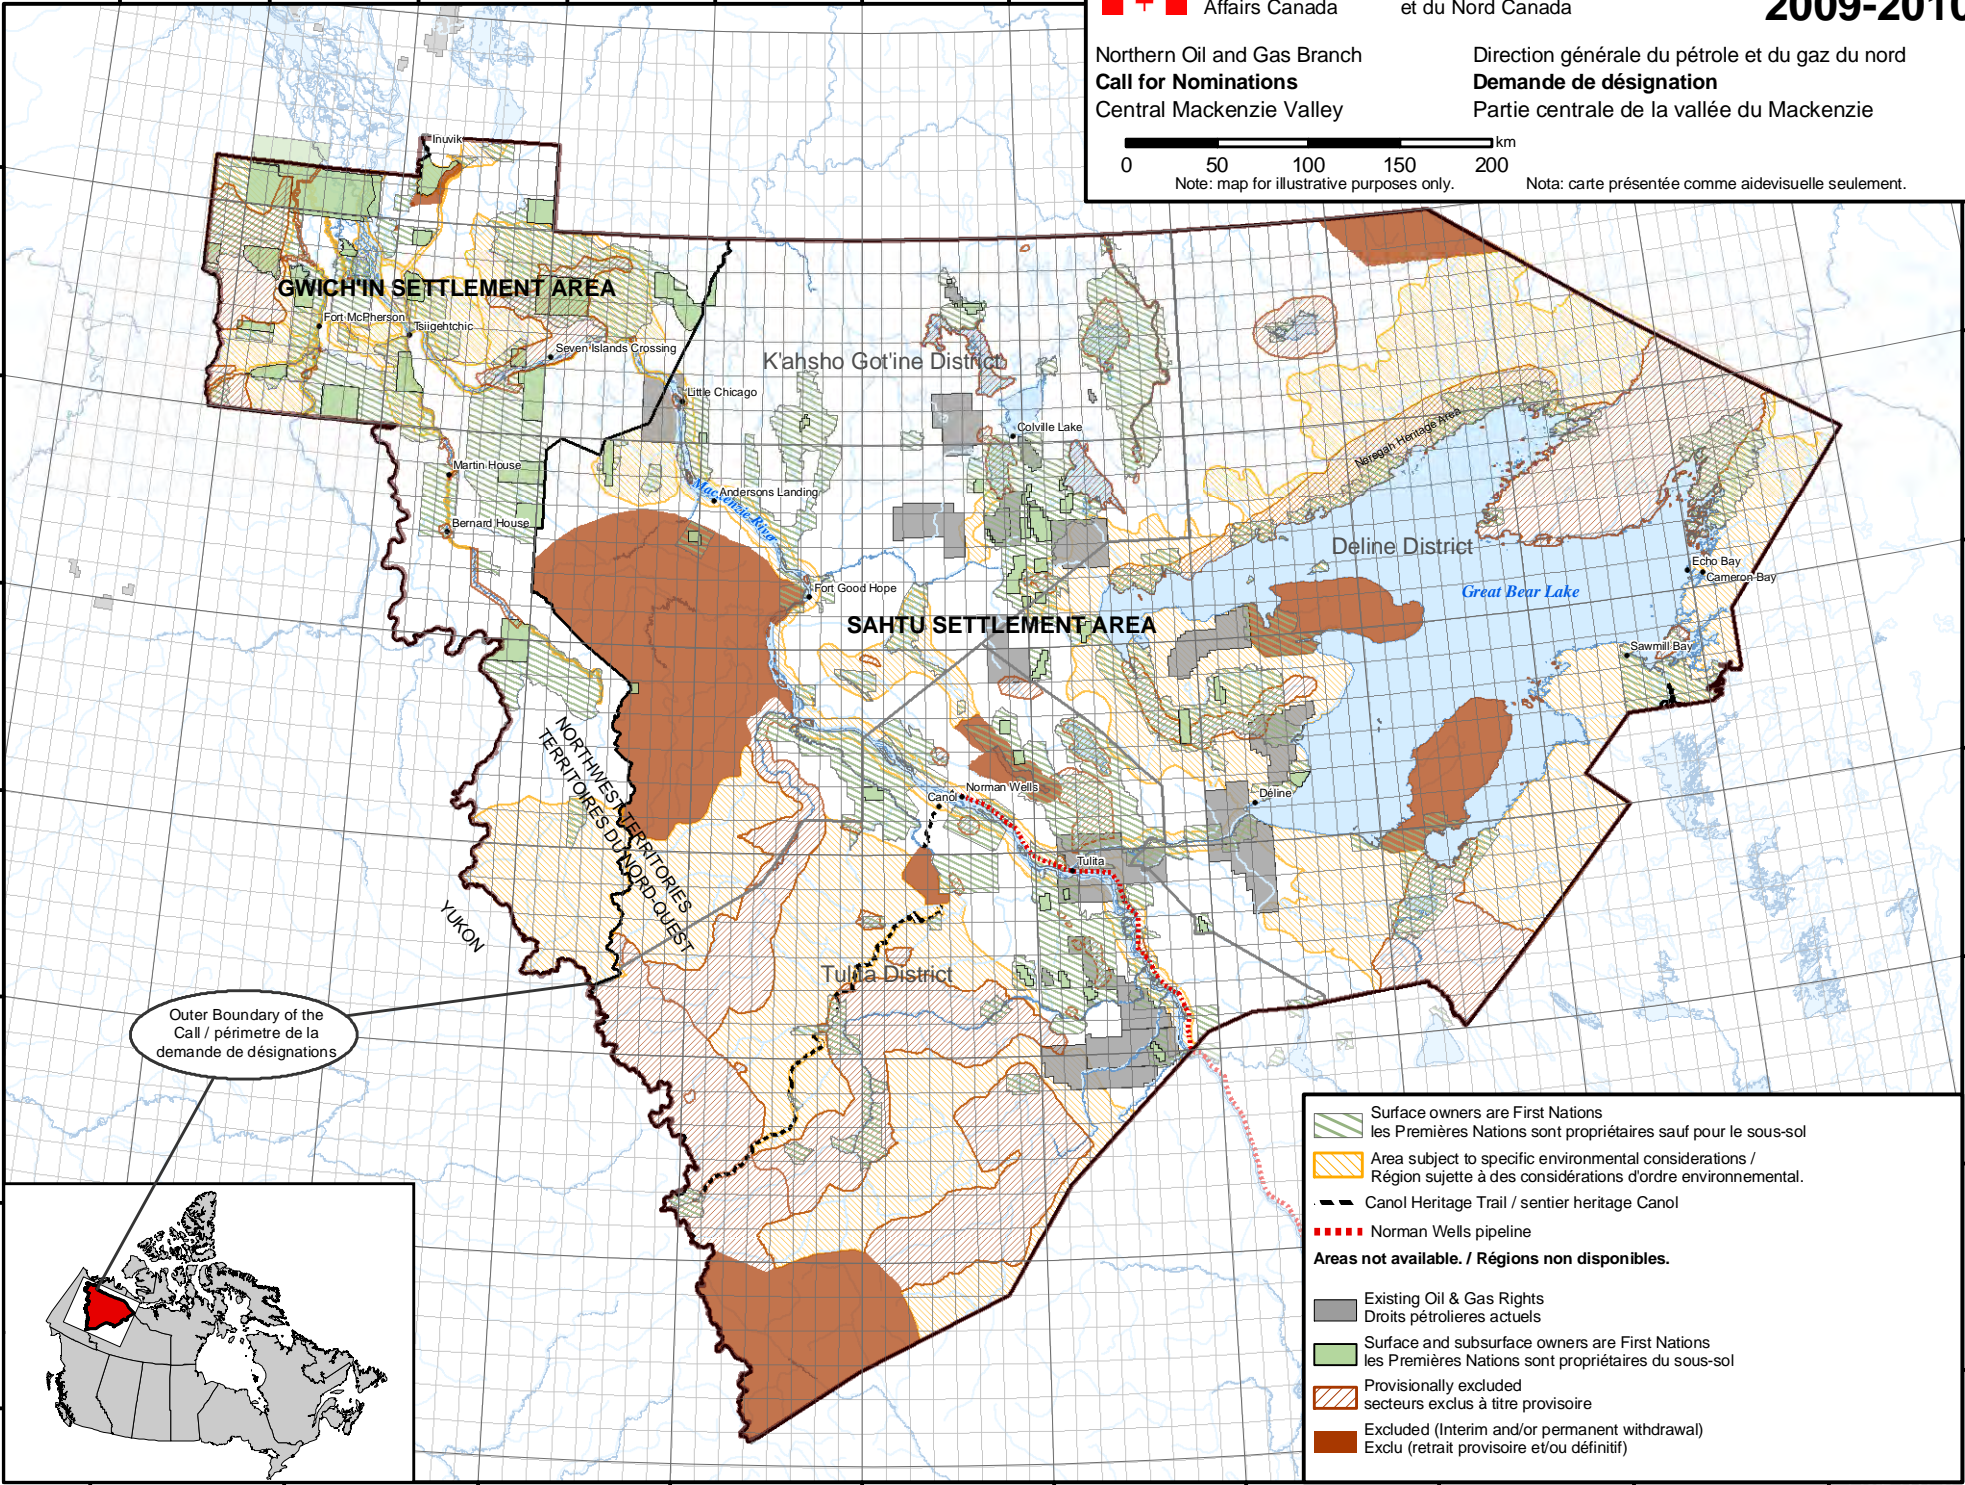 Affairs Canada
et du Nord Canada
2009-2010
Northern Oil and Gas Branch
Direction générale du pétrole et du gaz du nord
Call for Nominations
Demande de désignation
Central Mackenzie Valley
Partie centrale de la vallée du Mackenzie
km
0 50 100 150 200
Note: map for illustrative purposes only.
Nota: carte présentée comme aidevisuelle seulement.
Inuvik
GWICH'IN SETTLEMENT AREA
Fort McPherson
Tsiigehtchic
Seven Islands Crossing
K'ahsho Got'ine District
Little Chicago
Colville Lake
Neregah Heritage Area
Martin House
Mackenzie River
Andersons Landing
Bernard House
Deline District
Echo Bay
Cameron Bay
Fort Good Hope
Great Bear Lake
SAHTU SETTLEMENT AREA
Sawmill Bay
NORTHWEST TERRITORIES
TERRITOIRES DU NORD-QUEST
Norman Wells
Canol
Déline
Tulita
YUKON
Tulita District
Outer Boundary of the
Call / périmetre de la
demande de désignations
Surface owners are First Nations
les Premières Nations sont propriétaires sauf pour le sous-sol
Area subject to specific environmental considerations /
Région sujette à des considérations d'ordre environnemental.
Canol Heritage Trail / sentier heritage Canol
Norman Wells pipeline
Areas not available. / Régions non disponibles.
Existing Oil & Gas Rights
Droits pétrolieres actuels
Surface and subsurface owners are First Nations
les Premières Nations sont propriétaires du sous-sol
Provisionally excluded
secteurs exclus à titre provisoire
Excluded (Interim and/or permanent withdrawal)
Exclu (retrait provisoire et/ou définitif)